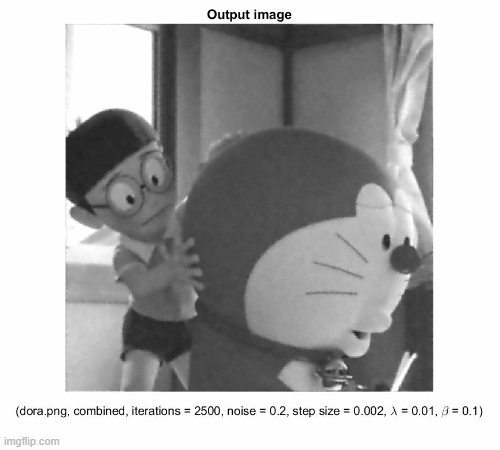 Output image
(dora.png, combined, iterations = 2500, noise = 0.2, step size = 0.002, λ = 0.01, β = 0.1)
imgflip.com